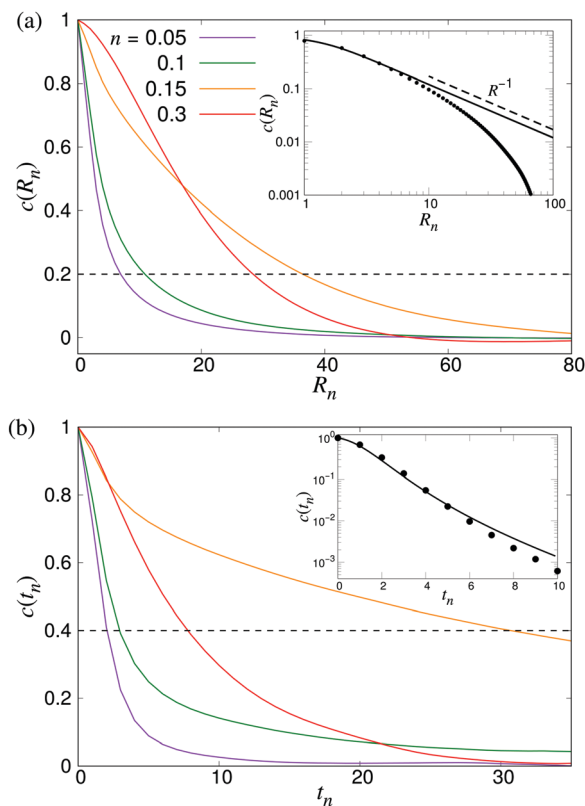 (a)
n = 0.05
0.1
0.15
0.3
c(R_n)
1
0.8
0.6
0.4
0.2
0
0 20 40 60 80
R_n
1
0.1
0.01
0.001
c(R_n)
R^{-1}
1 10 100
R_n
(b)
c(t_n)
1
0.8
0.6
0.4
0.2
0
0 10 20 30
t_n
10^0
10^{-1}
10^{-2}
10^{-3}
c(t_n)
0 2 4 6 8 10
t_n